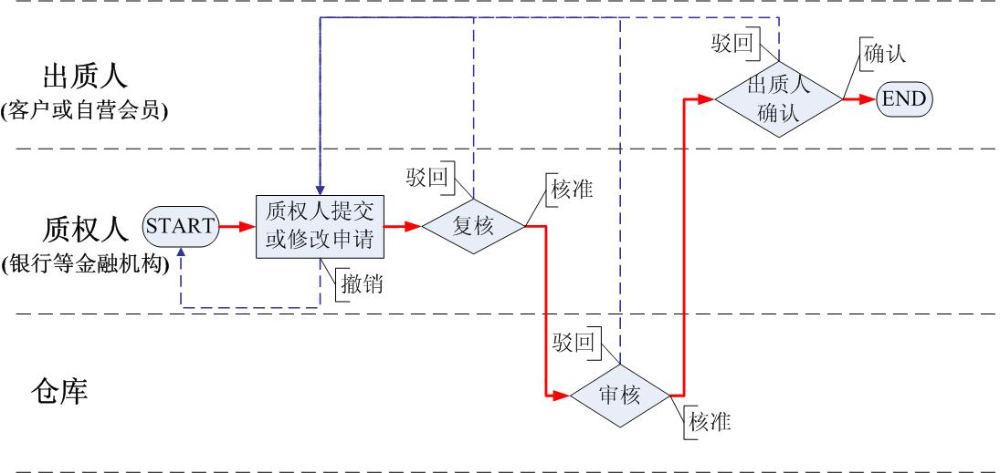 出质人
(客户或自营会员)
驳回
确认
出质人
确认
END
质权人
(银行等金融机构)
START
质权人提交
或修改申请
撤销
驳回
复核
核准
仓库
驳回
审核
核准